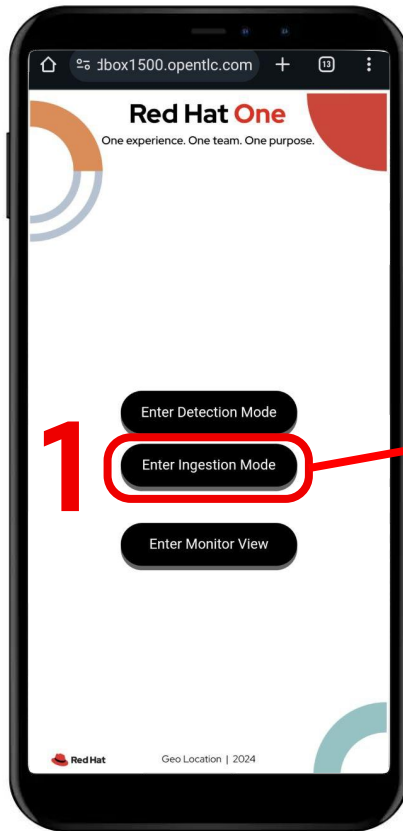 dbox1500.opentlc.com
13
Red Hat One
One experience. One team. One purpose.
Enter Detection Mode
1
Enter Ingestion Mode
Enter Monitor View
Red Hat
Geo Location | 2024